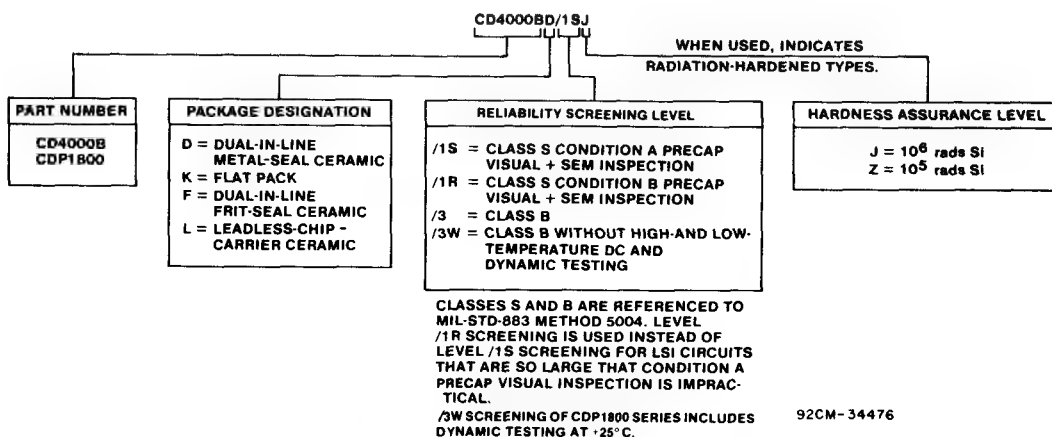 CD4000BD/1SJ
WHEN USED, INDICATES
RADIATION-HARDENED TYPES.
PART NUMBER
CD4000B
CDP1800
PACKAGE DESIGNATION
D = DUAL-IN-LINE
METAL-SEAL CERAMIC
K = FLAT PACK
F = DUAL-IN-LINE
FRIT-SEAL CERAMIC
L = LEADLESS-CHIP-
CARRIER CERAMIC
RELIABILITY SCREENING LEVEL
/1S = CLASS S CONDITION A PRECAP
VISUAL + SEM INSPECTION
/1R = CLASS S CONDITION B PRECAP
VISUAL + SEM INSPECTION
/3 = CLASS B
/3W = CLASS B WITHOUT HIGH-AND LOW-
TEMPERATURE DC AND
DYNAMIC TESTING
HARDNESS ASSURANCE LEVEL
J = 10⁶ rads Si
Z = 10⁵ rads Si
CLASSES S AND B ARE REFERENCED TO
MIL-STD-883 METHOD 5004. LEVEL
/1R SCREENING IS USED INSTEAD OF
LEVEL /1S SCREENING FOR LSI CIRCUITS
THAT ARE SO LARGE THAT CONDITION A
PRECAP VISUAL INSPECTION IS IMPRAC-
TICAL.
/3W SCREENING OF CDP1800 SERIES INCLUDES
DYNAMIC TESTING AT +25°C.
92CM-34476